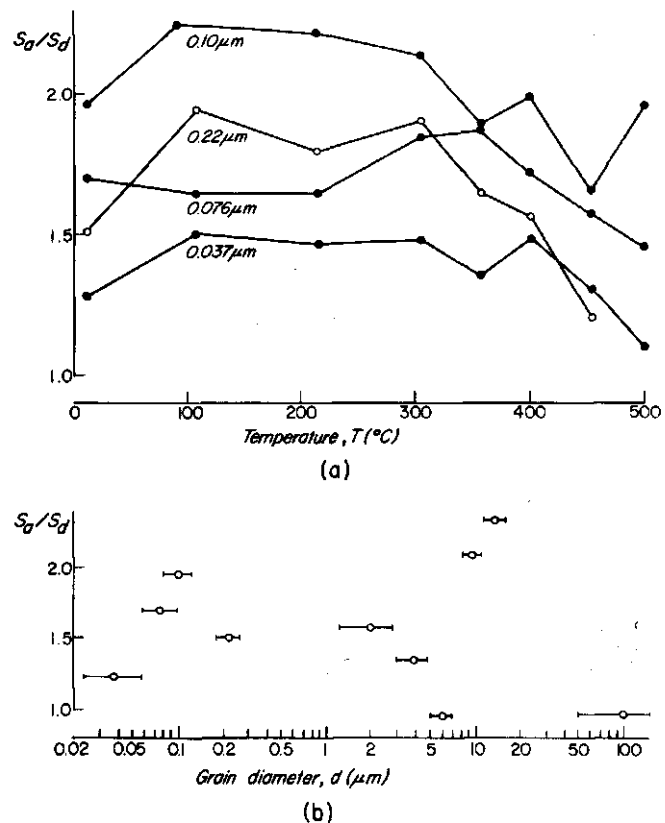 Sa/Sd
2.0
1.5
1.0
0.10μm
0.22μm
0.076μm
0.037μm
0 100 200 300 400 500
Temperature, T (°C)
(a)
Sa/Sd
2.0
1.5
1.0
0.02 0.05 0.1 0.2 0.5 1 2 5 10 20 50 100
Grain diameter, d (μm)
(b)